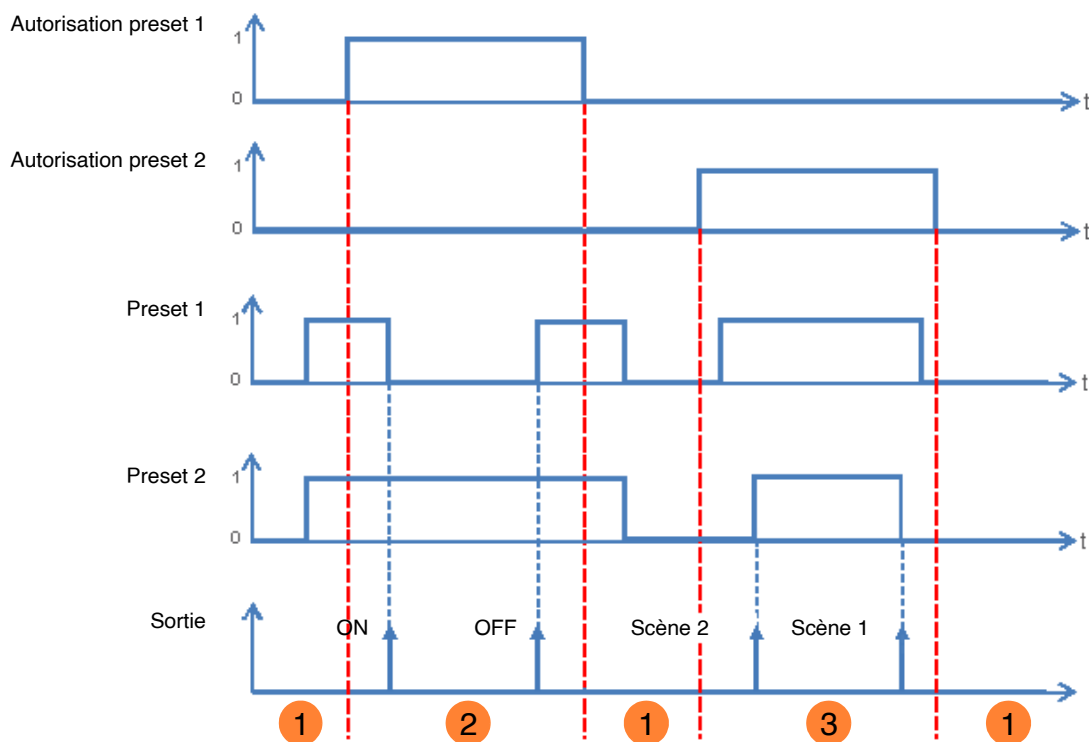 Autorisation preset 1
1
0
t
Autorisation preset 2
1
0
t
Preset 1
1
0
t
Preset 2
1
0
t
Sortie
ON
OFF
Scène 2
Scène 1
1
2
1
3
1